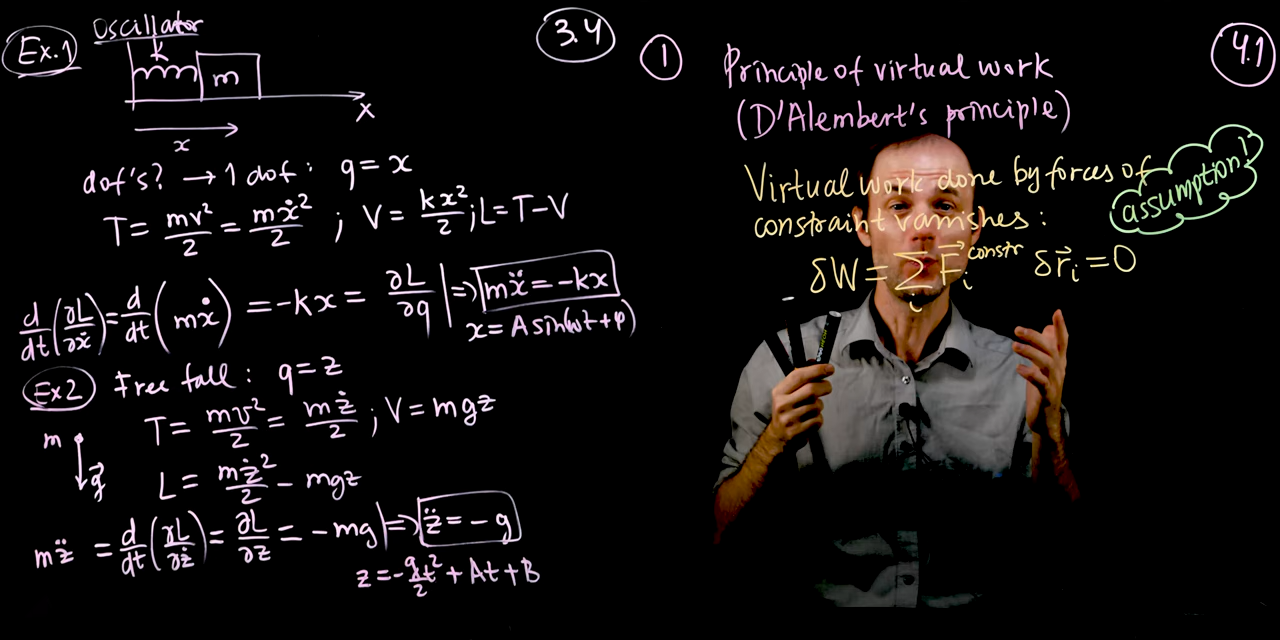 Ex.1 Oscillator
k
m
x
x
dof's? → 1 dof: q = x
T = mv²/2 = mẋ²/2 ; V = kx²/2 ; L = T − V
d/dt(∂L/∂ẋ) = d/dt(mẋ) = −kx = ∂L/∂q |⇒ mẍ = −kx
x = A sin(ωt + φ)
Ex2 Free fall: q = z
T = mv²/2 = mż/2 ; V = mgz
m
g⃗
L = mż²/2 − mgz
mz̈ = d/dt(∂L/∂ż) = ∂L/∂z = −mg |⇒ z̈ = −g
z = −gt²/2 + At + B
3.4
① Principle of virtual work
(D'Alembert's principle)
4.1
Virtual work done by forces of
constraint vanishes:
assumption!
δW = Σᵢ F⃗ᵢ^constr δr⃗ᵢ = 0